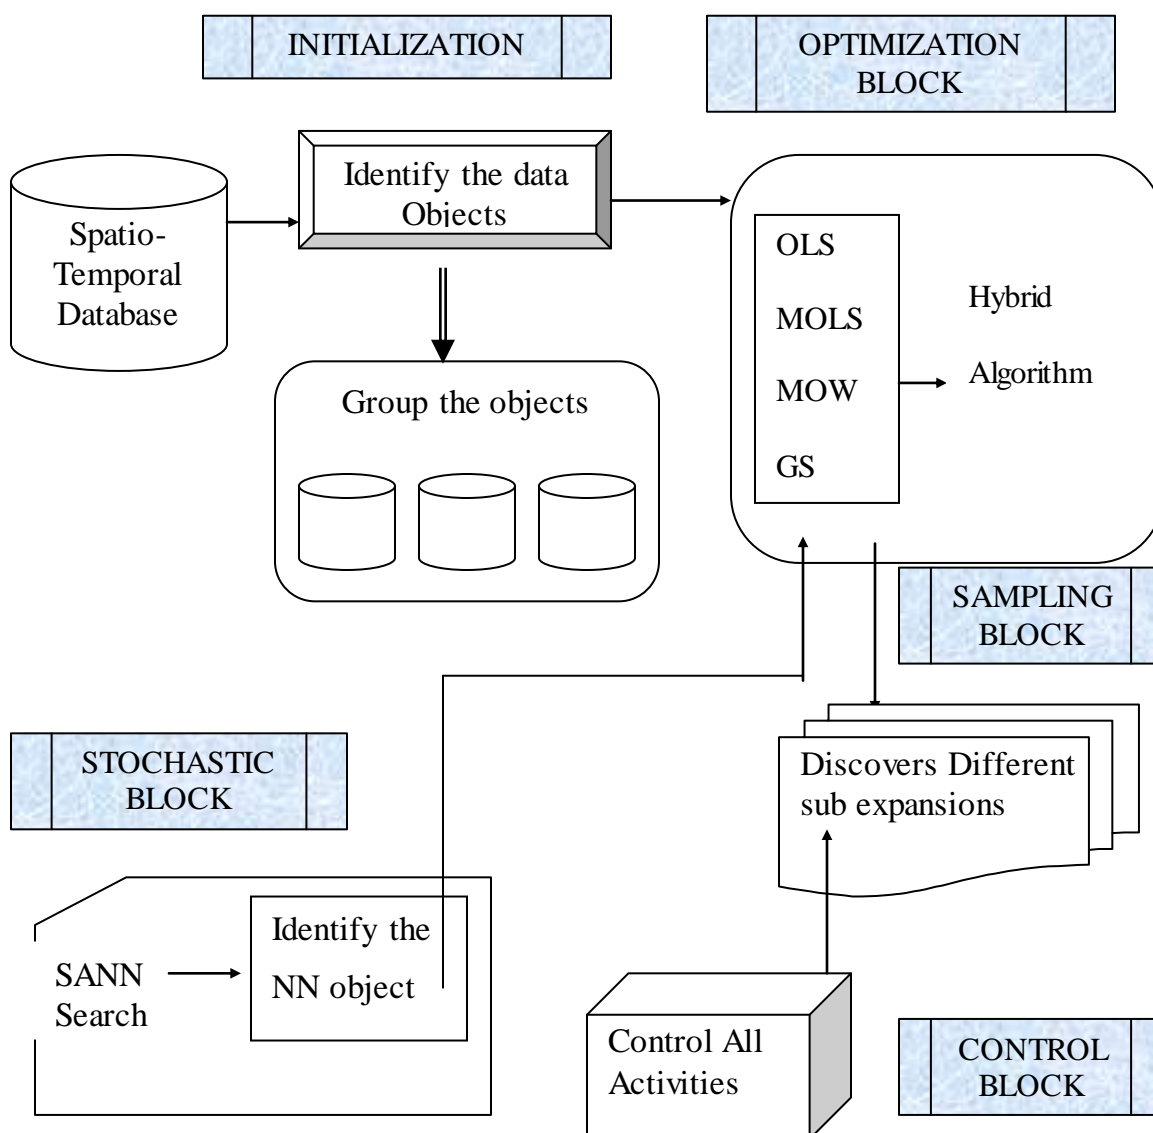 INITIALIZATION
OPTIMIZATION
BLOCK
Identify the data
Objects
Spatio-
Temporal
Database
OLS
MOLS
MOW
GS
Hybrid
Algorithm
Group the objects
SAMPLING
BLOCK
STOCHASTIC
BLOCK
Discovers Different
sub expansions
SANN
Search
Identify the
NN object
Control All
Activities
CONTROL
BLOCK